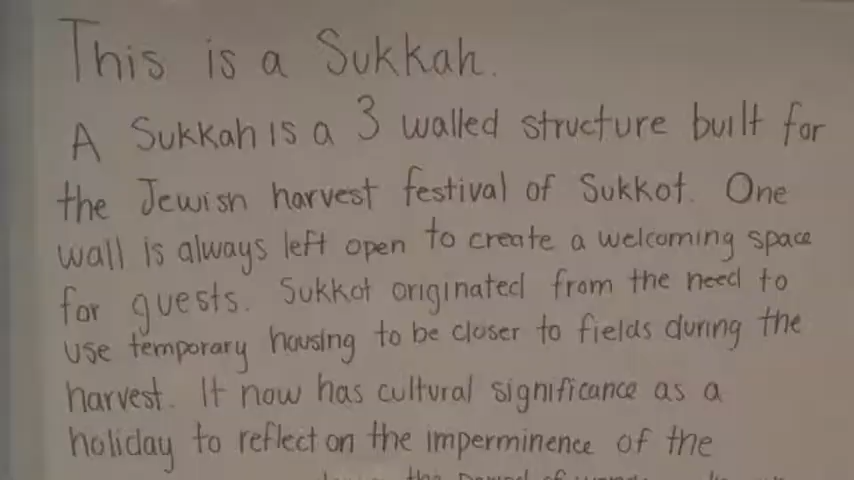 This is a Sukkah.
A Sukkah is a 3 walled structure built for
the Jewish harvest festival of Sukkot. One
wall is always left open to create a welcoming space
for guests. Sukkot originated from the need to
use temporary housing to be closer to fields during the
harvest. It now has cultural significance as a
holiday to reflect on the imperminence of the
the period of